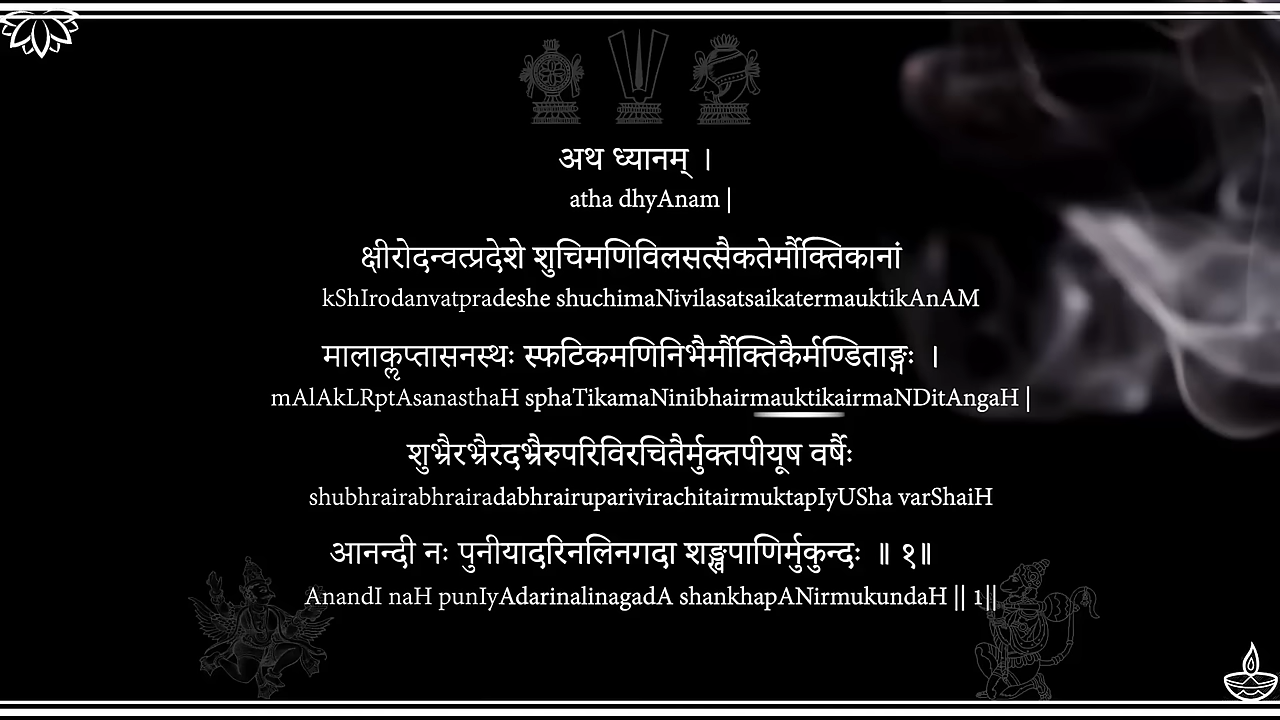 अथ ध्यानम् ।
atha dhyAnam |
क्षीरोदन्वत्प्रदेशे शुचिमणिविलसत्सैकतेर्मौक्तिकानां
kShIrodanvatpradeshe shuchimaNivilasatsaikatermauktikAnAM
मालाकॢप्तासनस्थः स्फटिकमणिनिभैर्मौक्तिकैर्मण्डिताङ्गः ।
mAlAkLRptAsanasthaH sphaTikamaNinibhairmauktikairmaNDitAngaH |
शुभ्रैरभ्रैरदभ्रैरुपरिविरचितैर्मुक्तपीयूष वर्षैः
shubhrairabhrairadabhrairuparivirachitairmuktapIyUSha varShaiH
आनन्दी नः पुनीयादरिनलिनगदा शङ्खपाणिर्मुकुन्दः ॥ १॥
AnandI naH punIyAdarinalinagadA shankhapANirmukundaH || 1||